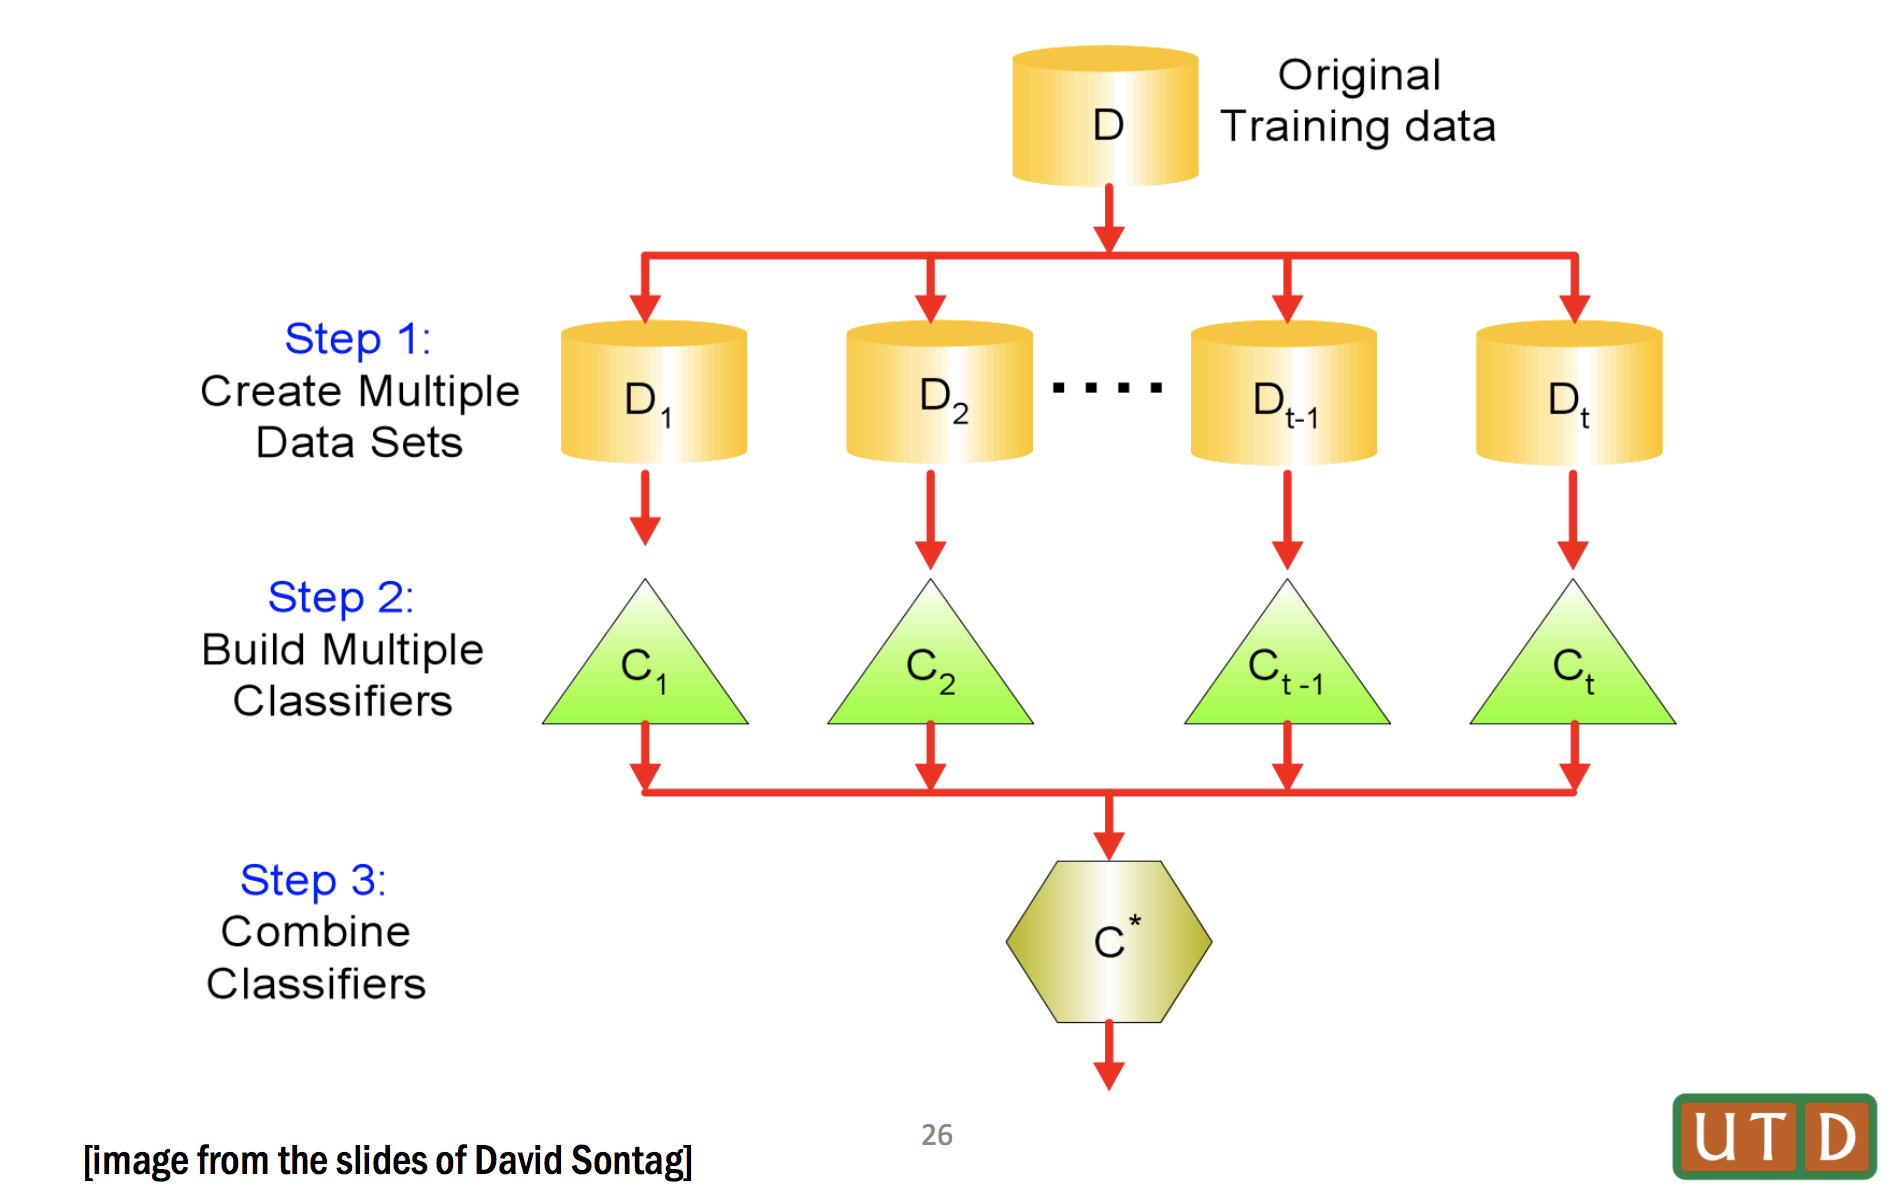 D
Original
Training data
Step 1:
Create Multiple
Data Sets
D1
D2
....
Dt-1
Dt
Step 2:
Build Multiple
Classifiers
C1
C2
Ct -1
Ct
Step 3:
Combine
Classifiers
C*
26
[image from the slides of David Sontag]
UTD